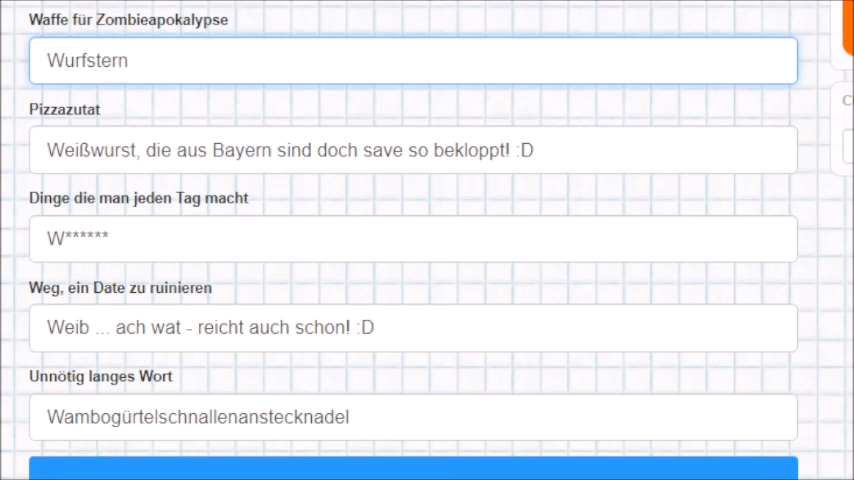 Waffe für Zombieapokalypse
Wurfstern
Pizzazutat
Weißwurst, die aus Bayern sind doch save so bekloppt! :D
Dinge die man jeden Tag macht
W******
Weg, ein Date zu ruinieren
Weib ... ach wat - reicht auch schon! :D
Unnötig langes Wort
Wambogürtelschnallenanstecknadel